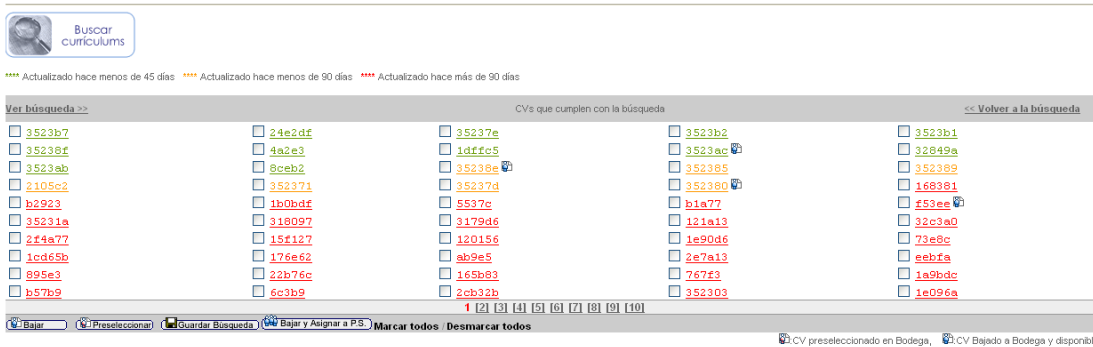 Buscar
currículums
**** Actualizado hace menos de 45 días **** Actualizado hace menos de 90 días **** Actualizado hace más de 90 días
Ver búsqueda >> CVs que cumplen con la búsqueda << Volver a la búsqueda
3523b7 24e2df 35237e 3523b2 3523b1
35238f 4a2e3 1dffc5 3523ac 32849a
3523ab 8ceb2 35238e 352385 352389
2105c2 352371 35237d 352380 168381
b2923 1b0bdf 5537c b1a77 f53ee
35231a 318097 3179d6 121a13 32c3a0
2f4a77 15f127 120156 1e90d6 73e8c
1cd65b 176e62 ab9e5 2e7a13 eebfa
895e3 22b76c 165b83 767f3 1a9bdc
b57b9 6c3b9 2cb32b 352303 1e096a
1 [2] [3] [4] [5] [6] [7] [8] [9] [10]
Bajar Preseleccionar Guardar Búsqueda Bajar y Asignar a P.S. Marcar todos / Desmarcar todos
:CV preseleccionado en Bodega, :CV Bajado a Bodega y disponibl